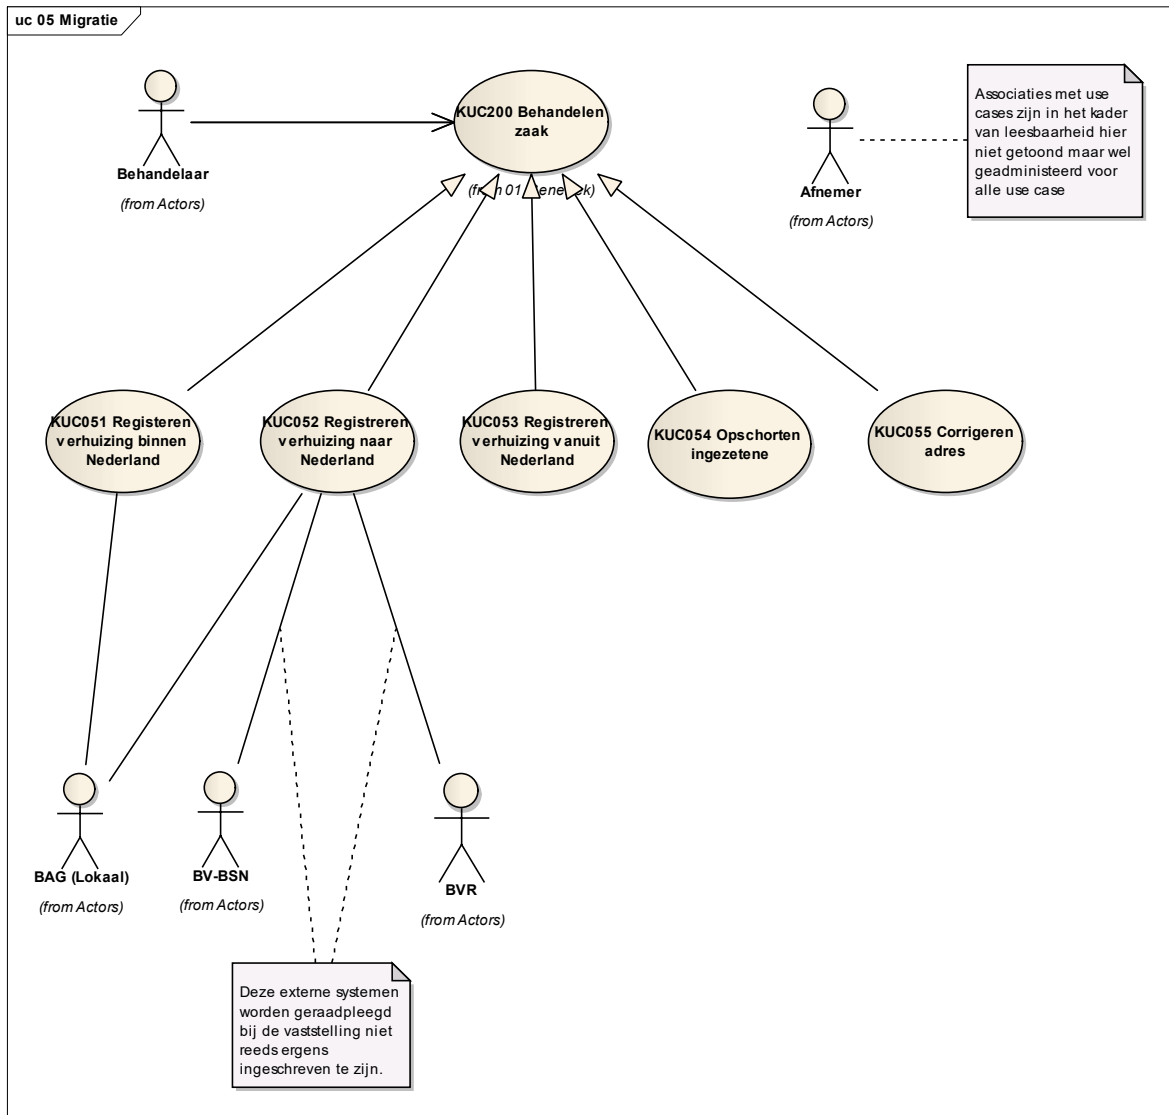 uc 05 Migratie
KUC200 Behandelen
zaak
Behandelaar
(from Actors)
Afnemer
(from Actors)
Associaties met use
cases zijn in het kader
van leesbaarheid hier
niet getoond maar wel
geadministeerd voor
alle use case
KUC051 Registeren
verhuizing binnen
Nederland
KUC052 Registreren
verhuizing naar
Nederland
KUC053 Registreren
verhuizing vanuit
Nederland
KUC054 Opschorten
ingezetene
KUC055 Corrigeren
adres
BAG (Lokaal)
(from Actors)
BV-BSN
(from Actors)
BVR
(from Actors)
Deze externe systemen
worden geraadpleegd
bij de vaststelling niet
reeds ergens
ingeschreven te zijn.